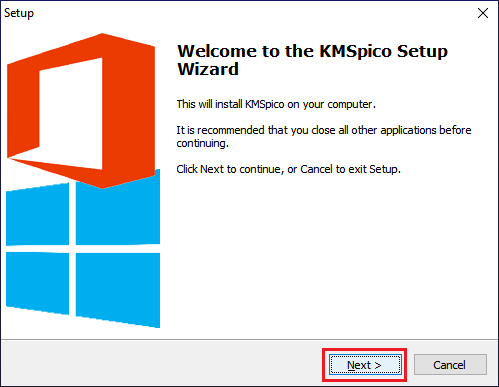 Setup
Welcome to the KMSpico Setup
Wizard
This will install KMSpico on your computer.
It is recommended that you close all other applications before
continuing.
Click Next to continue, or Cancel to exit Setup.
Next >
Cancel